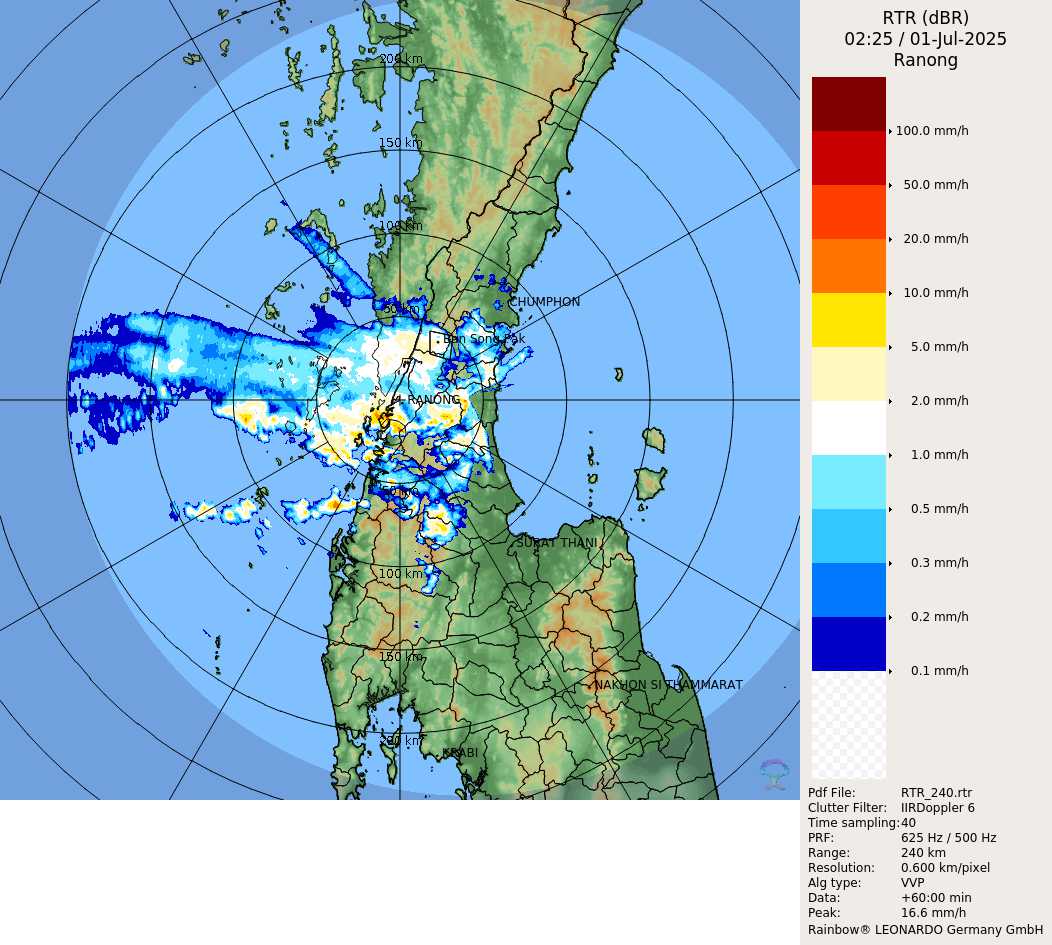 RTR (dBR)
02:25 / 01-Jul-2025
Ranong
100.0 mm/h
50.0 mm/h
20.0 mm/h
10.0 mm/h
5.0 mm/h
2.0 mm/h
1.0 mm/h
0.5 mm/h
0.3 mm/h
0.2 mm/h
0.1 mm/h
200 km
150 km
100 km
50 km
CHUMPHON
Ban Song Pak
RANONG
50 km
SURAT THANI
100 km
150 km
NAKHON SI THAMMARAT
200 km
KRABI
Pdf File: RTR_240.rtr
Clutter Filter: IIRDoppler 6
Time sampling: 40
PRF: 625 Hz / 500 Hz
Range: 240 km
Resolution: 0.600 km/pixel
Alg type: VVP
Data: +60:00 min
Peak: 16.6 mm/h
Rainbow® LEONARDO Germany GmbH